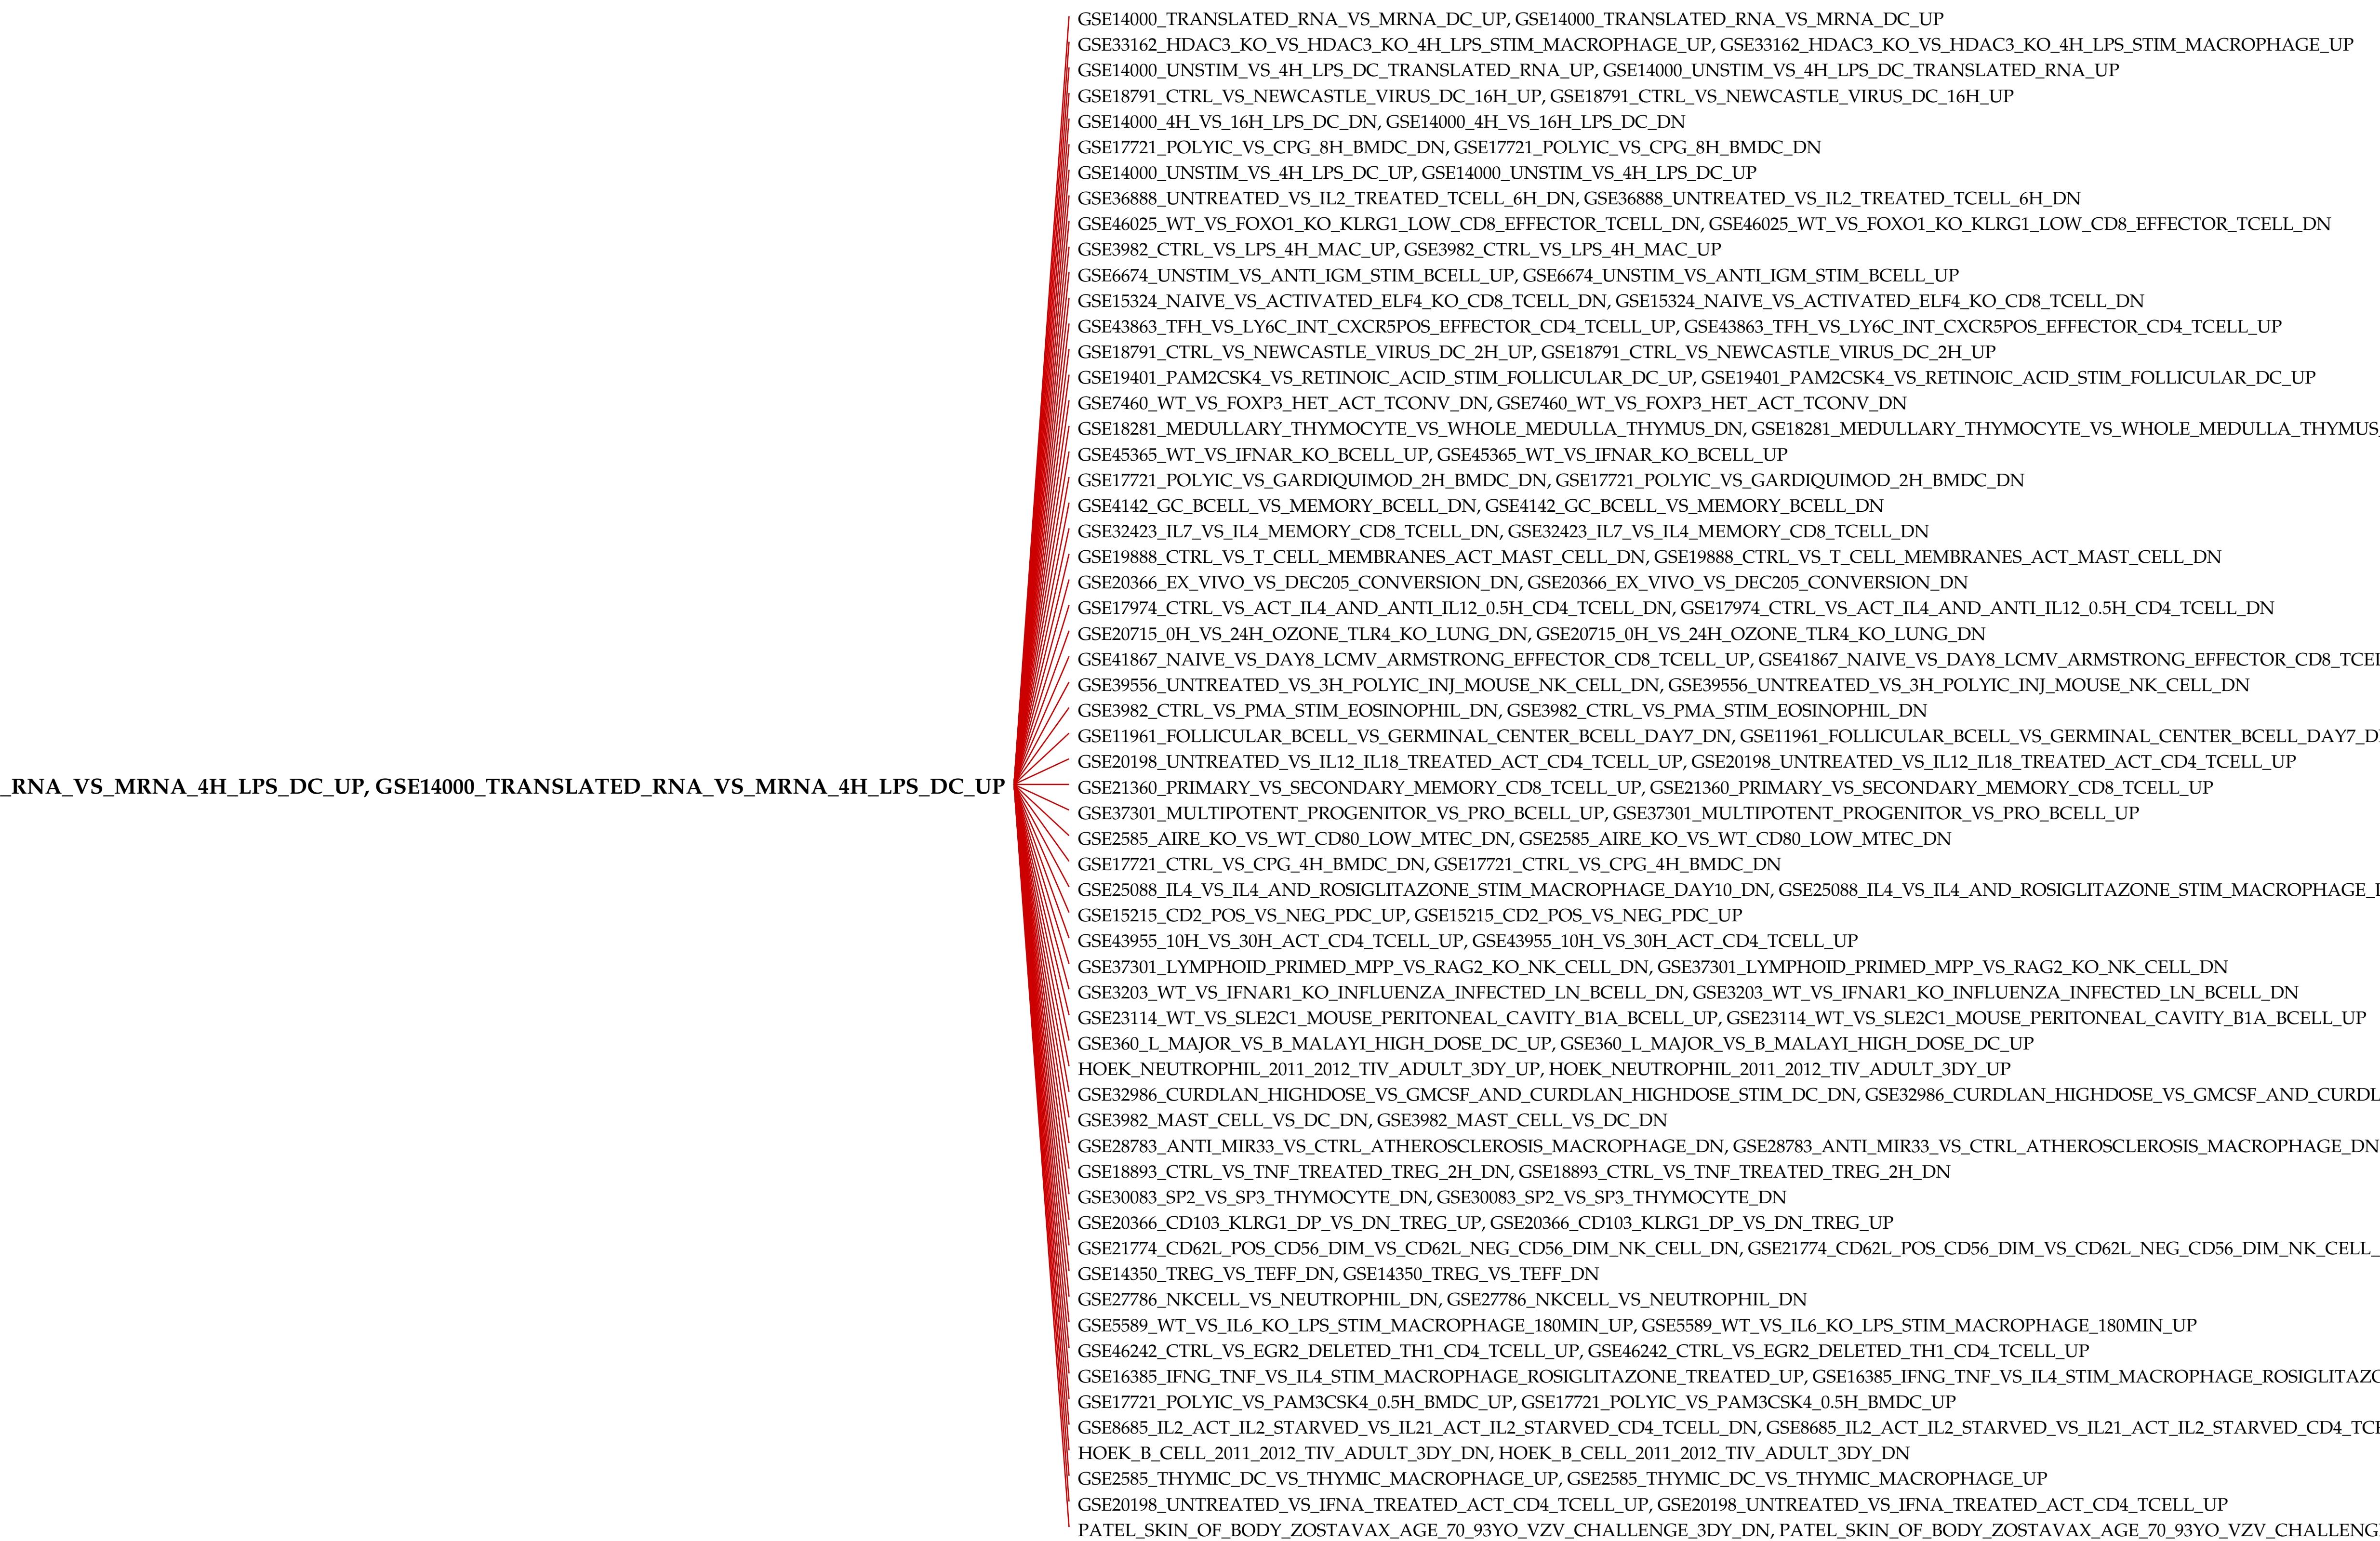 GSE14000_TRANSLATED_RNA_VS_MRNA_DC_UP, GSE14000_TRANSLATED_RNA_VS_MRNA_DC_UP
GSE33162_HDAC3_KO_VS_HDAC3_KO_4H_LPS_STIM_MACROPHAGE_UP, GSE33162_HDAC3_KO_VS_HDAC3_KO_4H_LPS_STIM_MACROPHAGE_UP
GSE14000_UNSTIM_VS_4H_LPS_DC_TRANSLATED_RNA_UP, GSE14000_UNSTIM_VS_4H_LPS_DC_TRANSLATED_RNA_UP
GSE18791_CTRL_VS_NEWCASTLE_VIRUS_DC_16H_UP, GSE18791_CTRL_VS_NEWCASTLE_VIRUS_DC_16H_UP
GSE14000_4H_VS_16H_LPS_DC_DN, GSE14000_4H_VS_16H_LPS_DC_DN
GSE17721_POLYIC_VS_CPG_8H_BMDC_DN, GSE17721_POLYIC_VS_CPG_8H_BMDC_DN
GSE14000_UNSTIM_VS_4H_LPS_DC_UP, GSE14000_UNSTIM_VS_4H_LPS_DC_UP
GSE36888_UNTREATED_VS_IL2_TREATED_TCELL_6H_DN, GSE36888_UNTREATED_VS_IL2_TREATED_TCELL_6H_DN
GSE46025_WT_VS_FOXO1_KO_KLRG1_LOW_CD8_EFFECTOR_TCELL_DN, GSE46025_WT_VS_FOXO1_KO_KLRG1_LOW_CD8_EFFECTOR_TCELL_DN
GSE3982_CTRL_VS_LPS_4H_MAC_UP, GSE3982_CTRL_VS_LPS_4H_MAC_UP
GSE6674_UNSTIM_VS_ANTI_IGM_STIM_BCELL_UP, GSE6674_UNSTIM_VS_ANTI_IGM_STIM_BCELL_UP
GSE15324_NAIVE_VS_ACTIVATED_ELF4_KO_CD8_TCELL_DN, GSE15324_NAIVE_VS_ACTIVATED_ELF4_KO_CD8_TCELL_DN
GSE43863_TFH_VS_LY6C_INT_CXCR5POS_EFFECTOR_CD4_TCELL_UP, GSE43863_TFH_VS_LY6C_INT_CXCR5POS_EFFECTOR_CD4_TCELL_UP
GSE18791_CTRL_VS_NEWCASTLE_VIRUS_DC_2H_UP, GSE18791_CTRL_VS_NEWCASTLE_VIRUS_DC_2H_UP
GSE19401_PAM2CSK4_VS_RETINOIC_ACID_STIM_FOLLICULAR_DC_UP, GSE19401_PAM2CSK4_VS_RETINOIC_ACID_STIM_FOLLICULAR_DC_UP
GSE7460_WT_VS_FOXP3_HET_ACT_TCONV_DN, GSE7460_WT_VS_FOXP3_HET_ACT_TCONV_DN
GSE18281_MEDULLARY_THYMOCYTE_VS_WHOLE_MEDULLA_THYMUS_DN, GSE18281_MEDULLARY_THYMOCYTE_VS_WHOLE_MEDULLA_THYMUS_
GSE45365_WT_VS_IFNAR_KO_BCELL_UP, GSE45365_WT_VS_IFNAR_KO_BCELL_UP
GSE17721_POLYIC_VS_GARDIQUIMOD_2H_BMDC_DN, GSE17721_POLYIC_VS_GARDIQUIMOD_2H_BMDC_DN
GSE4142_GC_BCELL_VS_MEMORY_BCELL_DN, GSE4142_GC_BCELL_VS_MEMORY_BCELL_DN
GSE32423_IL7_VS_IL4_MEMORY_CD8_TCELL_DN, GSE32423_IL7_VS_IL4_MEMORY_CD8_TCELL_DN
GSE19888_CTRL_VS_T_CELL_MEMBRANES_ACT_MAST_CELL_DN, GSE19888_CTRL_VS_T_CELL_MEMBRANES_ACT_MAST_CELL_DN
GSE20366_EX_VIVO_VS_DEC205_CONVERSION_DN, GSE20366_EX_VIVO_VS_DEC205_CONVERSION_DN
GSE17974_CTRL_VS_ACT_IL4_AND_ANTI_IL12_0.5H_CD4_TCELL_DN, GSE17974_CTRL_VS_ACT_IL4_AND_ANTI_IL12_0.5H_CD4_TCELL_DN
GSE20715_0H_VS_24H_OZONE_TLR4_KO_LUNG_DN, GSE20715_0H_VS_24H_OZONE_TLR4_KO_LUNG_DN
GSE41867_NAIVE_VS_DAY8_LCMV_ARMSTRONG_EFFECTOR_CD8_TCELL_UP, GSE41867_NAIVE_VS_DAY8_LCMV_ARMSTRONG_EFFECTOR_CD8_TCEL
GSE39556_UNTREATED_VS_3H_POLYIC_INJ_MOUSE_NK_CELL_DN, GSE39556_UNTREATED_VS_3H_POLYIC_INJ_MOUSE_NK_CELL_DN
GSE3982_CTRL_VS_PMA_STIM_EOSINOPHIL_DN, GSE3982_CTRL_VS_PMA_STIM_EOSINOPHIL_DN
GSE11961_FOLLICULAR_BCELL_VS_GERMINAL_CENTER_BCELL_DAY7_DN, GSE11961_FOLLICULAR_BCELL_VS_GERMINAL_CENTER_BCELL_DAY7_D
GSE20198_UNTREATED_VS_IL12_IL18_TREATED_ACT_CD4_TCELL_UP, GSE20198_UNTREATED_VS_IL12_IL18_TREATED_ACT_CD4_TCELL_UP
_RNA_VS_MRNA_4H_LPS_DC_UP, GSE14000_TRANSLATED_RNA_VS_MRNA_4H_LPS_DC_UP
GSE21360_PRIMARY_VS_SECONDARY_MEMORY_CD8_TCELL_UP, GSE21360_PRIMARY_VS_SECONDARY_MEMORY_CD8_TCELL_UP
GSE37301_MULTIPOTENT_PROGENITOR_VS_PRO_BCELL_UP, GSE37301_MULTIPOTENT_PROGENITOR_VS_PRO_BCELL_UP
GSE2585_AIRE_KO_VS_WT_CD80_LOW_MTEC_DN, GSE2585_AIRE_KO_VS_WT_CD80_LOW_MTEC_DN
GSE17721_CTRL_VS_CPG_4H_BMDC_DN, GSE17721_CTRL_VS_CPG_4H_BMDC_DN
GSE25088_IL4_VS_IL4_AND_ROSIGLITAZONE_STIM_MACROPHAGE_DAY10_DN, GSE25088_IL4_VS_IL4_AND_ROSIGLITAZONE_STIM_MACROPHAGE_
GSE15215_CD2_POS_VS_NEG_PDC_UP, GSE15215_CD2_POS_VS_NEG_PDC_UP
GSE43955_10H_VS_30H_ACT_CD4_TCELL_UP, GSE43955_10H_VS_30H_ACT_CD4_TCELL_UP
GSE37301_LYMPHOID_PRIMED_MPP_VS_RAG2_KO_NK_CELL_DN, GSE37301_LYMPHOID_PRIMED_MPP_VS_RAG2_KO_NK_CELL_DN
GSE3203_WT_VS_IFNAR1_KO_INFLUENZA_INFECTED_LN_BCELL_DN, GSE3203_WT_VS_IFNAR1_KO_INFLUENZA_INFECTED_LN_BCELL_DN
GSE23114_WT_VS_SLE2C1_MOUSE_PERITONEAL_CAVITY_B1A_BCELL_UP, GSE23114_WT_VS_SLE2C1_MOUSE_PERITONEAL_CAVITY_B1A_BCELL_UP
GSE360_L_MAJOR_VS_B_MALAYI_HIGH_DOSE_DC_UP, GSE360_L_MAJOR_VS_B_MALAYI_HIGH_DOSE_DC_UP
HOEK_NEUTROPHIL_2011_2012_TIV_ADULT_3DY_UP, HOEK_NEUTROPHIL_2011_2012_TIV_ADULT_3DY_UP
GSE32986_CURDLAN_HIGHDOSE_VS_GMCSF_AND_CURDLAN_HIGHDOSE_STIM_DC_DN, GSE32986_CURDLAN_HIGHDOSE_VS_GMCSF_AND_CURDL
GSE3982_MAST_CELL_VS_DC_DN, GSE3982_MAST_CELL_VS_DC_DN
GSE28783_ANTI_MIR33_VS_CTRL_ATHEROSCLEROSIS_MACROPHAGE_DN, GSE28783_ANTI_MIR33_VS_CTRL_ATHEROSCLEROSIS_MACROPHAGE_DN
GSE18893_CTRL_VS_TNF_TREATED_TREG_2H_DN, GSE18893_CTRL_VS_TNF_TREATED_TREG_2H_DN
GSE30083_SP2_VS_SP3_THYMOCYTE_DN, GSE30083_SP2_VS_SP3_THYMOCYTE_DN
GSE20366_CD103_KLRG1_DP_VS_DN_TREG_UP, GSE20366_CD103_KLRG1_DP_VS_DN_TREG_UP
GSE21774_CD62L_POS_CD56_DIM_VS_CD62L_NEG_CD56_DIM_NK_CELL_DN, GSE21774_CD62L_POS_CD56_DIM_VS_CD62L_NEG_CD56_DIM_NK_CELL_
GSE14350_TREG_VS_TEFF_DN, GSE14350_TREG_VS_TEFF_DN
GSE27786_NKCELL_VS_NEUTROPHIL_DN, GSE27786_NKCELL_VS_NEUTROPHIL_DN
GSE5589_WT_VS_IL6_KO_LPS_STIM_MACROPHAGE_180MIN_UP, GSE5589_WT_VS_IL6_KO_LPS_STIM_MACROPHAGE_180MIN_UP
GSE46242_CTRL_VS_EGR2_DELETED_TH1_CD4_TCELL_UP, GSE46242_CTRL_VS_EGR2_DELETED_TH1_CD4_TCELL_UP
GSE16385_IFNG_TNF_VS_IL4_STIM_MACROPHAGE_ROSIGLITAZONE_TREATED_UP, GSE16385_IFNG_TNF_VS_IL4_STIM_MACROPHAGE_ROSIGLITAZO
GSE17721_POLYIC_VS_PAM3CSK4_0.5H_BMDC_UP, GSE17721_POLYIC_VS_PAM3CSK4_0.5H_BMDC_UP
GSE8685_IL2_ACT_IL2_STARVED_VS_IL21_ACT_IL2_STARVED_CD4_TCELL_DN, GSE8685_IL2_ACT_IL2_STARVED_VS_IL21_ACT_IL2_STARVED_CD4_TCE
HOEK_B_CELL_2011_2012_TIV_ADULT_3DY_DN, HOEK_B_CELL_2011_2012_TIV_ADULT_3DY_DN
GSE2585_THYMIC_DC_VS_THYMIC_MACROPHAGE_UP, GSE2585_THYMIC_DC_VS_THYMIC_MACROPHAGE_UP
GSE20198_UNTREATED_VS_IFNA_TREATED_ACT_CD4_TCELL_UP, GSE20198_UNTREATED_VS_IFNA_TREATED_ACT_CD4_TCELL_UP
PATEL_SKIN_OF_BODY_ZOSTAVAX_AGE_70_93YO_VZV_CHALLENGE_3DY_DN, PATEL_SKIN_OF_BODY_ZOSTAVAX_AGE_70_93YO_VZV_CHALLENG